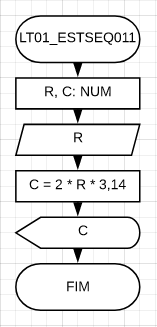 LT01_ESTSEQ011
R, C: NUM
R
C = 2 * R * 3,14
C
FIM